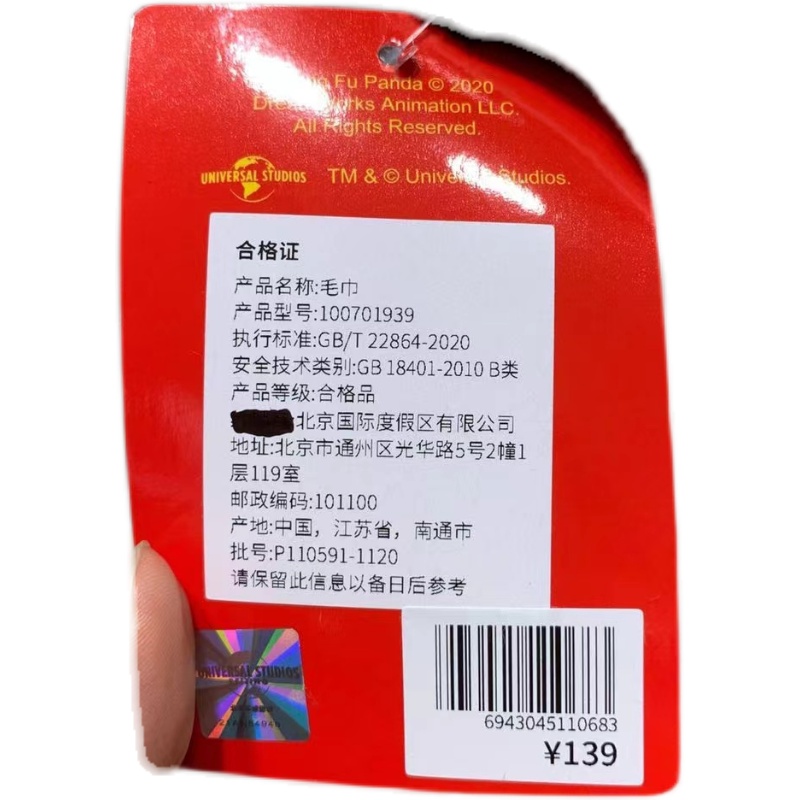 Fu Panda © 2020
Animation LLC.
All Rights Reserved.
UNIVERSAL STUDIOS TM & © Studios.
合格证
产品名称:毛巾
产品型号:100701939
执行标准:GB/T 22864-2020
安全技术类别:GB 18401-2010 B类
产品等级:合格品
北京国际度假区有限公司
地址:北京市通州区光华路5号2幢1
层119室
邮政编码:101100
产地:中国，江苏省，南通市
批号:P110591-1120
请保留此信息以备日后参考
UNIVERSAL STUDIOS
BEIJING
6943045110683
¥139